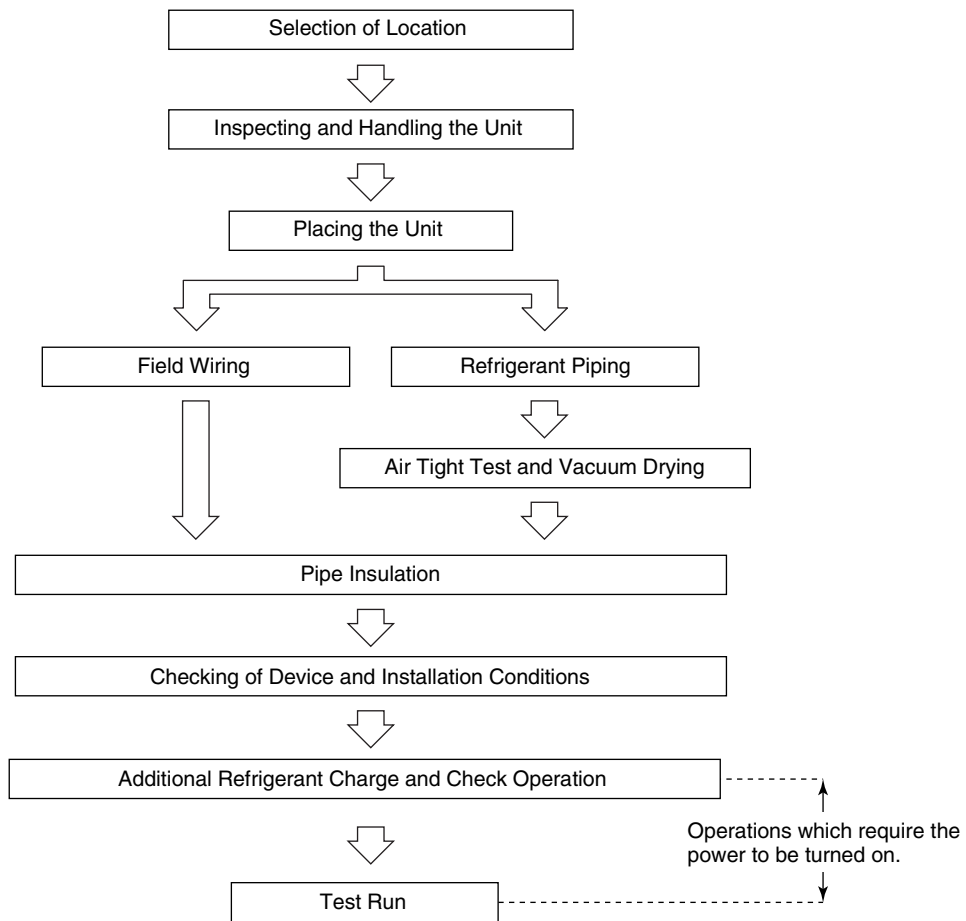 Selection of Location
Inspecting and Handling the Unit
Placing the Unit
Field Wiring
Refrigerant Piping
Air Tight Test and Vacuum Drying
Pipe Insulation
Checking of Device and Installation Conditions
Additional Refrigerant Charge and Check Operation
Operations which require the
power to be turned on.
Test Run